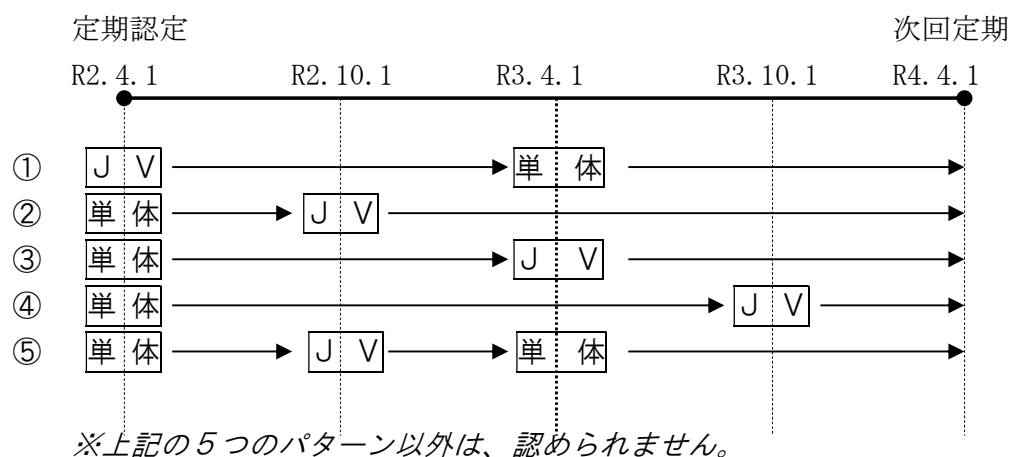 定期認定 次回定期
R2.4.1 R2.10.1 R3.4.1 R3.10.1 R4.4.1
① ＪＶ 単体
② 単体 ＪＶ
③ 単体 ＪＶ
④ 単体 ＪＶ
⑤ 単体 ＪＶ 単体
※上記の５つのパターン以外は、認められません。